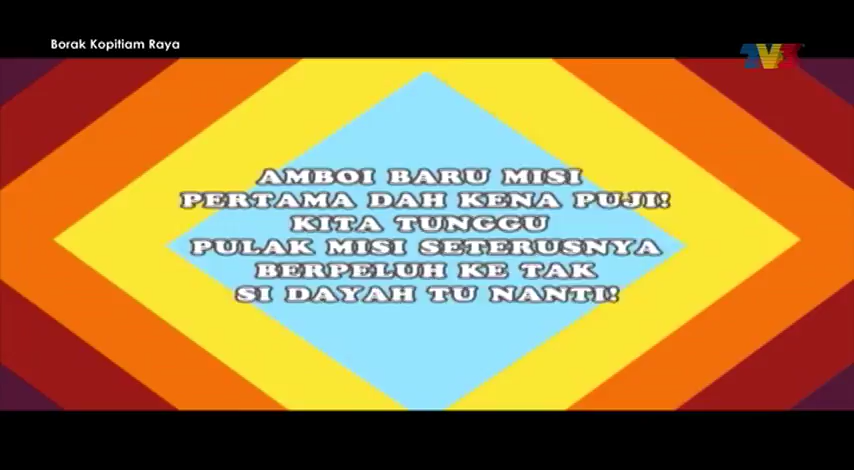 Borak Kopitiam Raya
TV3
AMBOI BARU MISI
PERTAMA DAH KENA PUJI!
KITA TUNGGU
PULAK MISI SETERUSNYA
BERPELUH KE TAK
SI DAYAH TU NANTI!